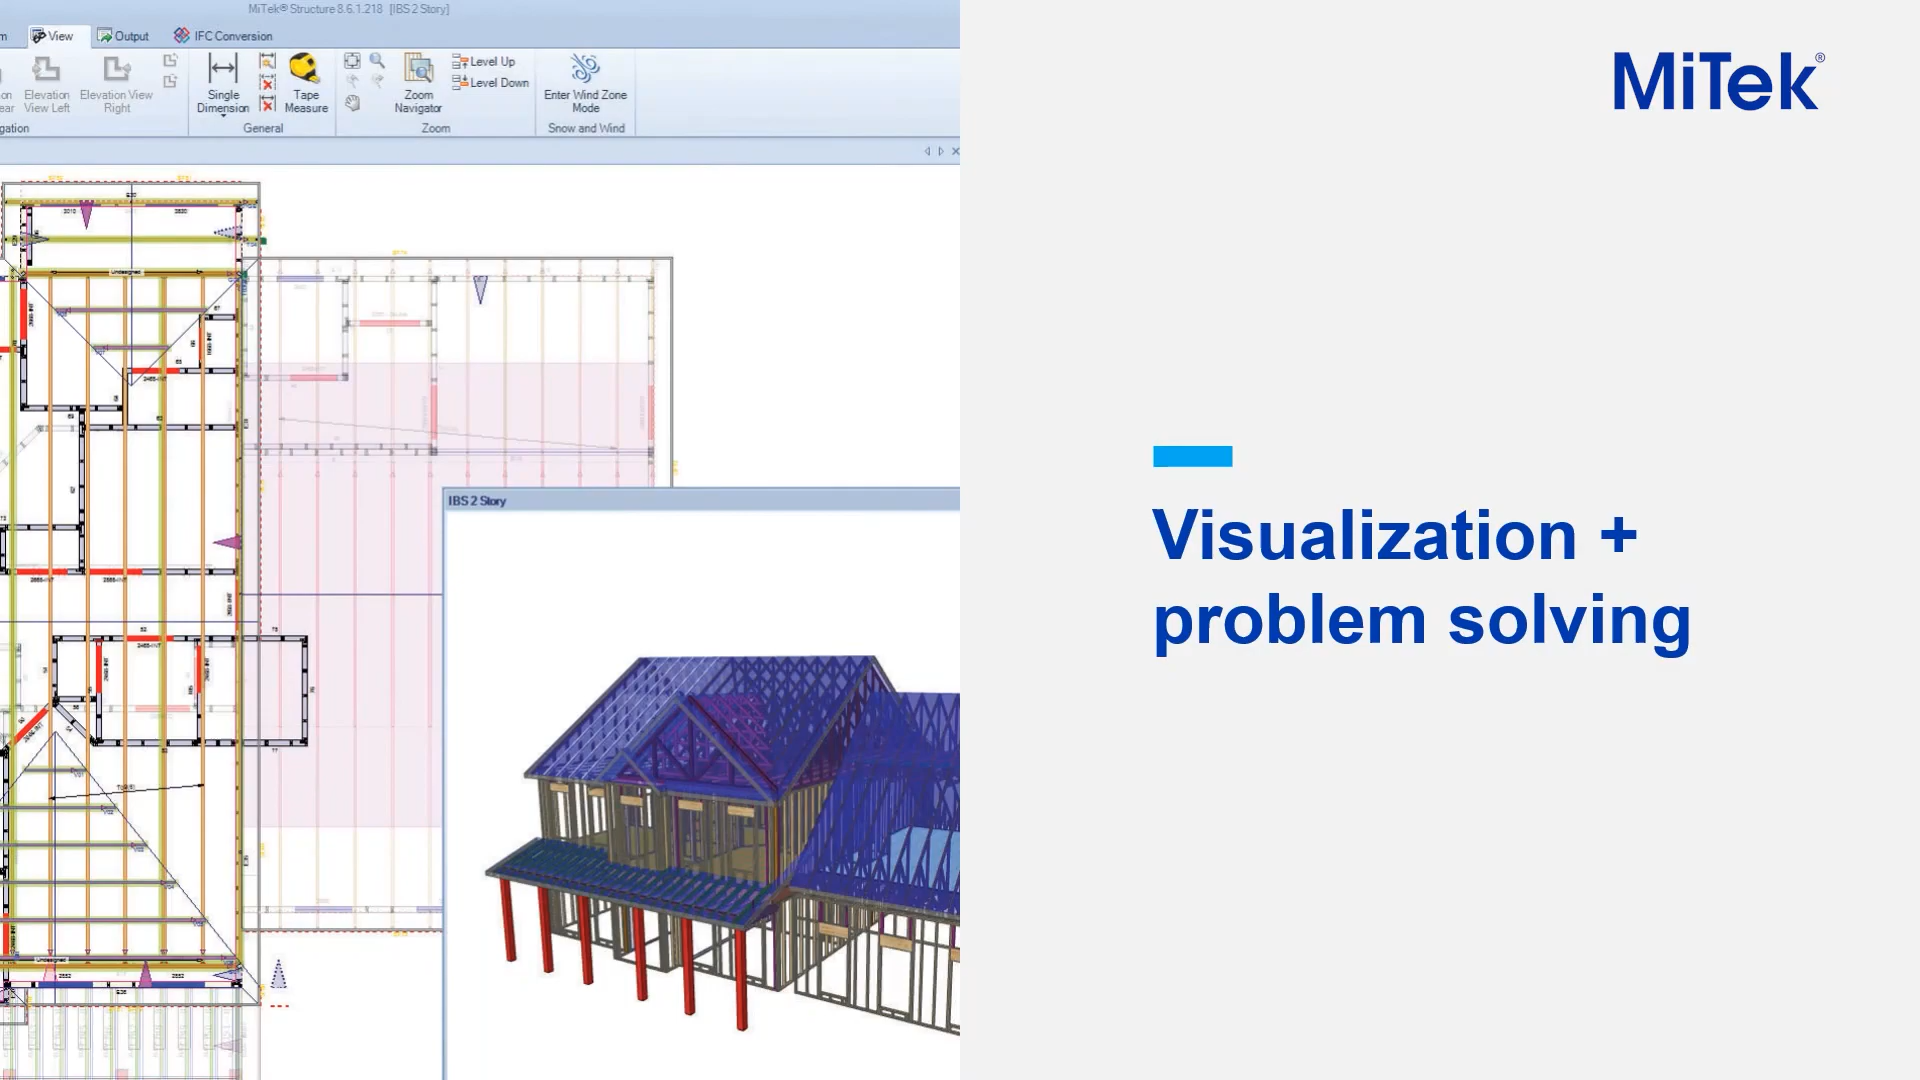 MiTek® Structure 8.6.1.218 [IBS 2 Story]
View
Output
IFC Conversion
Elevation
View Left
Elevation View
Right
Single
Dimension
Tape
Measure
General
Zoom
Navigator
Level Up
Level Down
Zoom
Enter Wind Zone
Mode
Snow and Wind
IBS 2 Story
Undesigned
Undesigned
MiTek®
Visualization +
problem solving